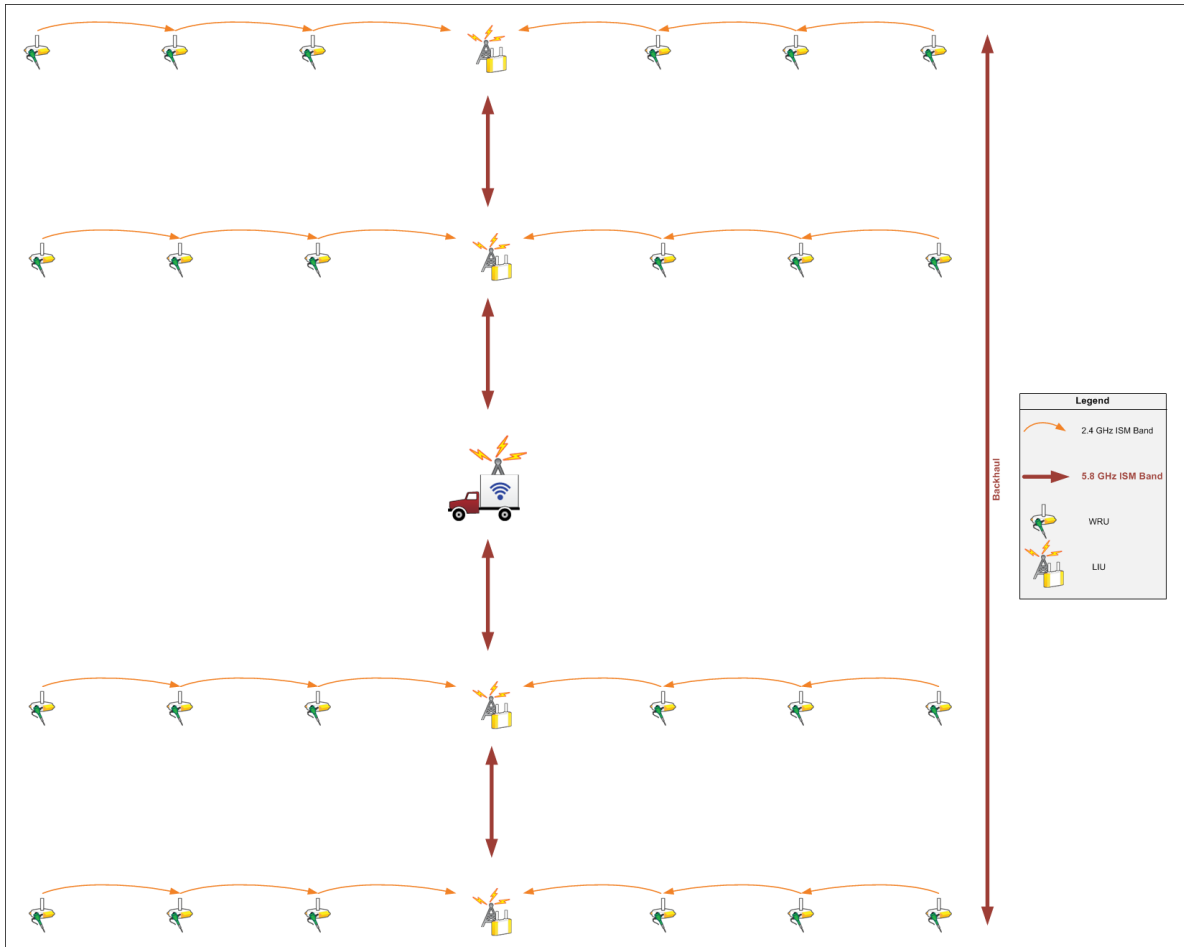 Legend
2.4 GHz ISM Band
5.8 GHz ISM Band
WRU
LIU
Backhaul